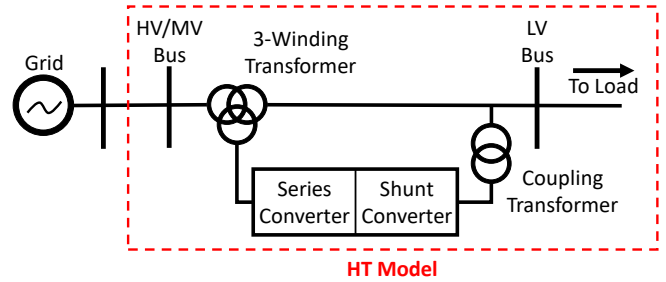 Grid
HV/MV
Bus
3-Winding
Transformer
LV
Bus
To Load
Series
Converter
Shunt
Converter
Coupling
Transformer
HT Model